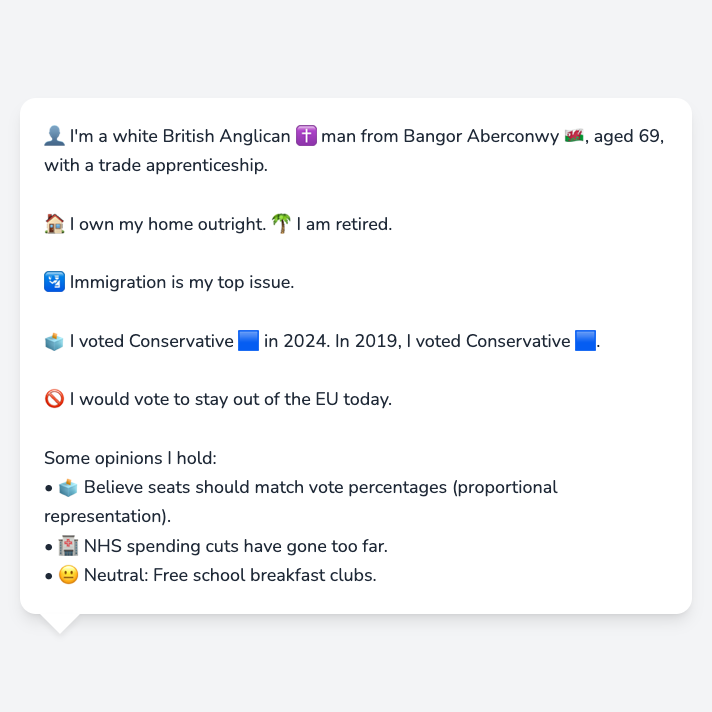 👤 I'm a white British Anglican ✝️ man from Bangor Aberconwy 🏴󠁧󠁢󠁷󠁬󠁳󠁿, aged 69,
with a trade apprenticeship.
🏠 I own my home outright. 🌴 I am retired.
🛂 Immigration is my top issue.
🗳️ I voted Conservative 🟦 in 2024. In 2019, I voted Conservative 🟦.
🚫 I would vote to stay out of the EU today.
Some opinions I hold:
• 🗳️ Believe seats should match vote percentages (proportional
representation).
• 🏥 NHS spending cuts have gone too far.
• 😐 Neutral: Free school breakfast clubs.